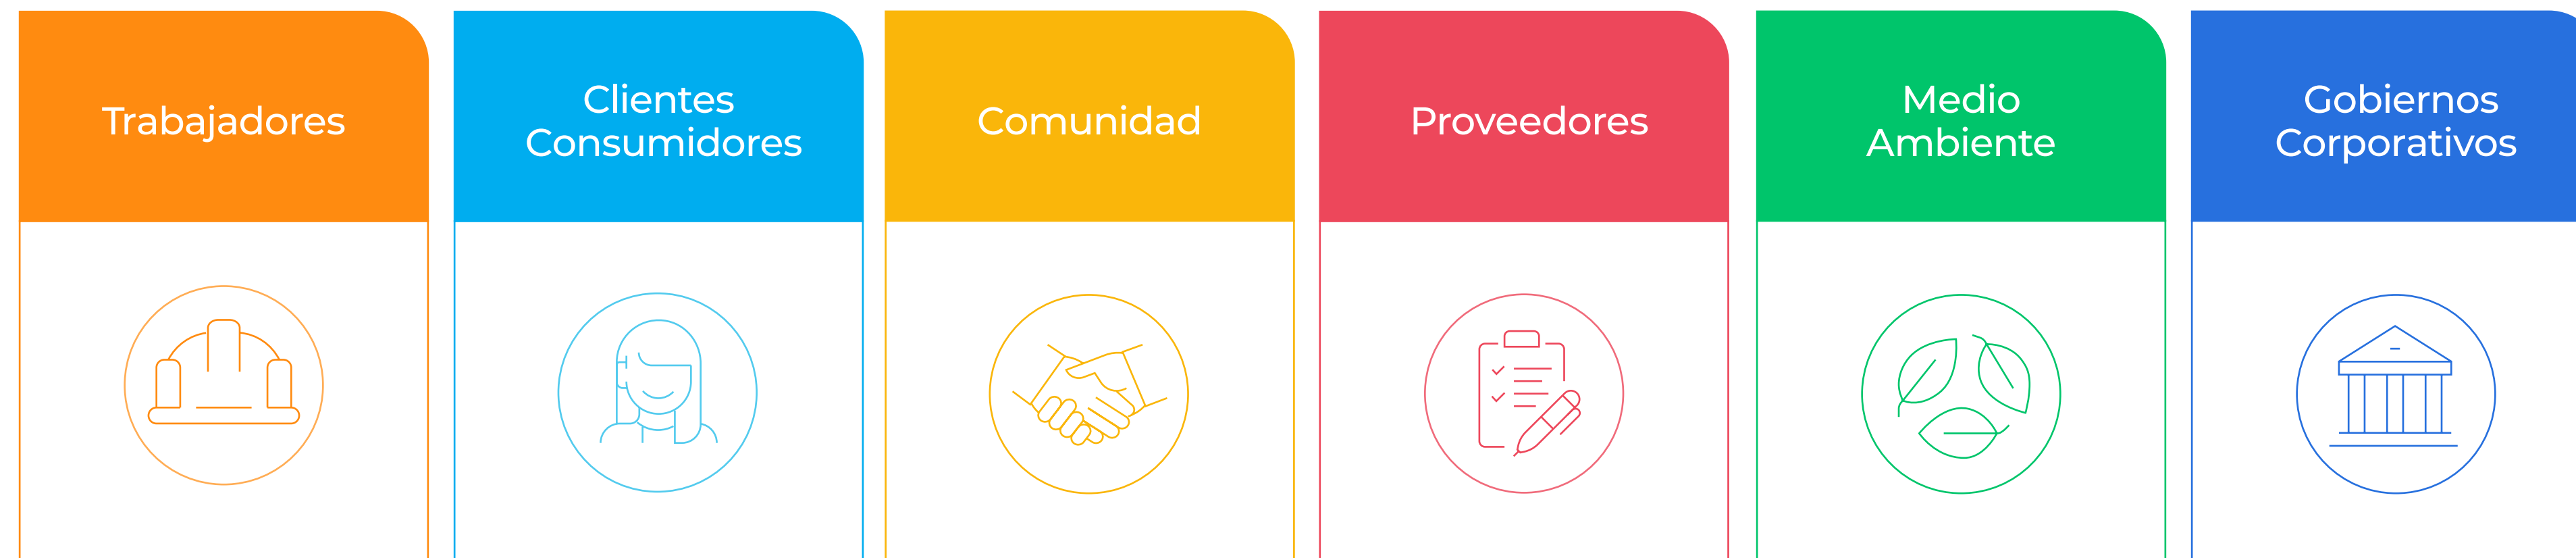 Trabajadores
Clientes
Consumidores
Comunidad
Proveedores
Medio
Ambiente
Gobiernos
Corporativos